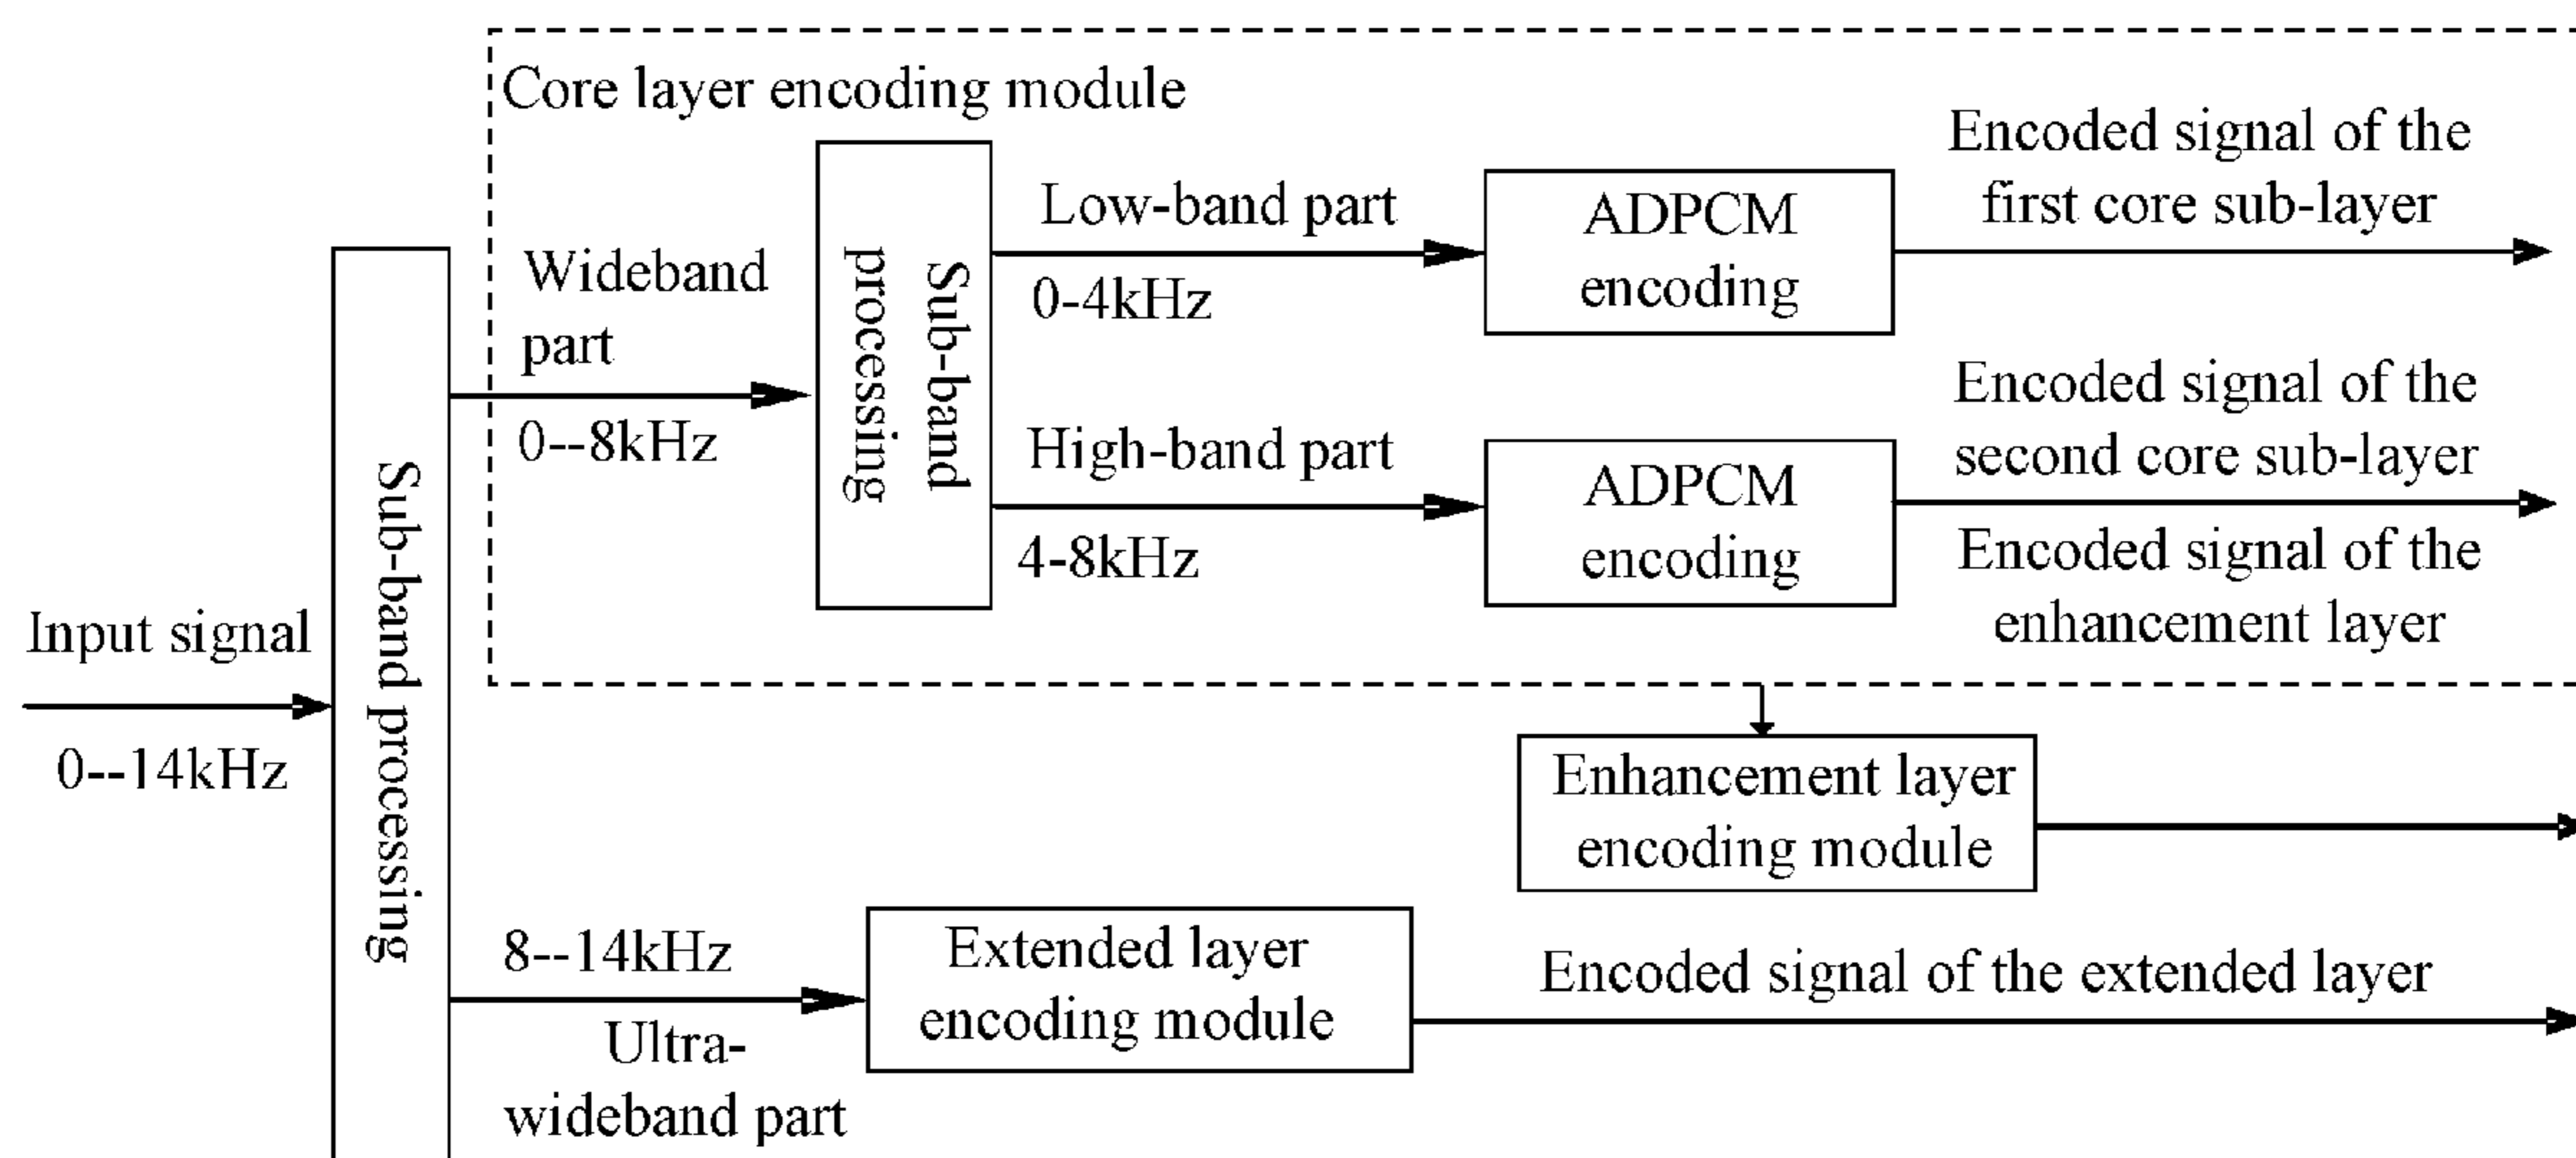 Core layer encoding module
Encoded signal of the
first core sub-layer
Low-band part
0-4kHz
ADPCM
encoding
Wideband
part
0--8kHz
Sub-band
processing
High-band part
4-8kHz
ADPCM
encoding
Encoded signal of the
second core sub-layer
Encoded signal of the
enhancement layer
Input signal
0--14kHz
Sub-band processing
Enhancement layer
encoding module
8--14kHz
Ultra-
wideband part
Extended layer
encoding module
Encoded signal of the extended layer